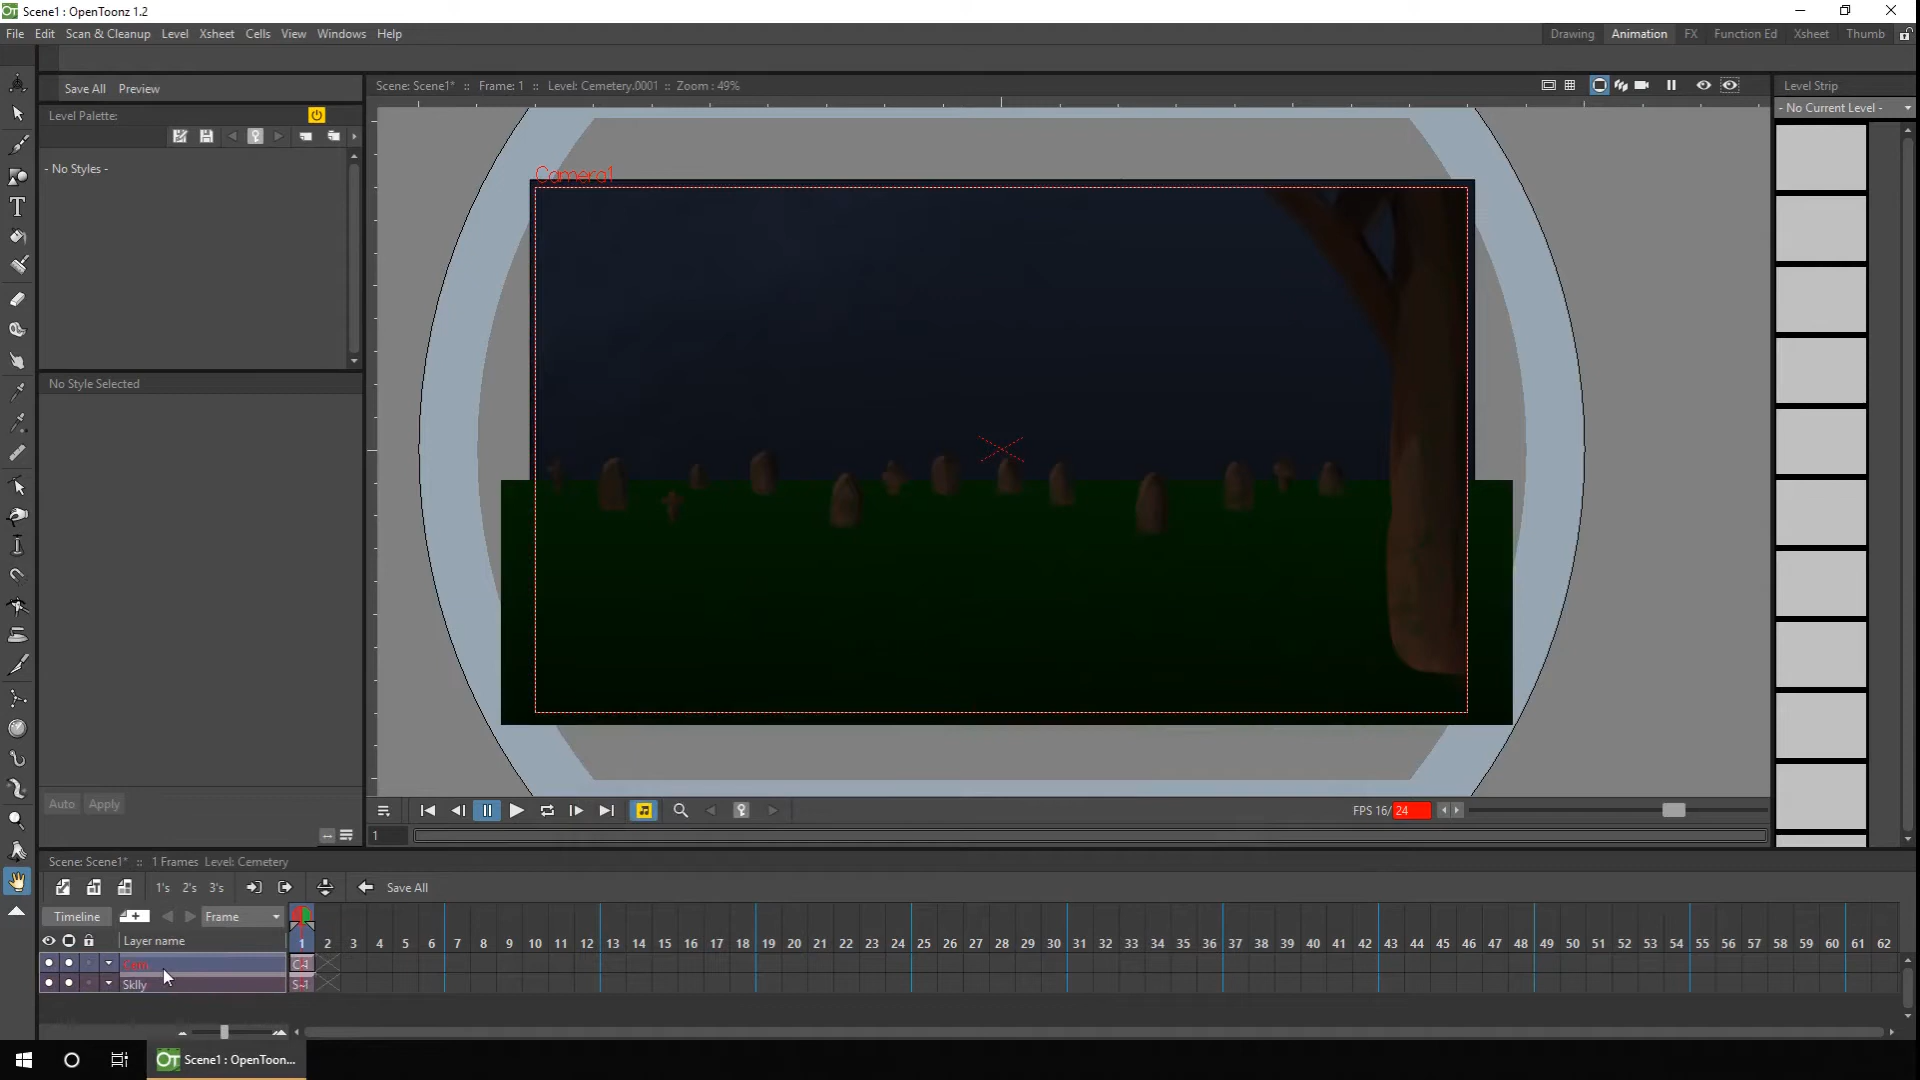 Scene1 : OpenToonz 1.2
File Edit Scan & Cleanup Level Xsheet Cells View Windows Help
Drawing Animation FX Function Ed Xsheet Thumb
Save All Preview
Scene: Scene1* :: Frame: 1 :: Level: Cemetery.0001 :: Zoom : 49%
Level Strip
- No Current Level -
Level Palette:
- No Styles -
Camera1
No Style Selected
Auto Apply
FPS 16/ 24
1
Scene: Scene1* :: 1 Frames Level: Cemetery
1's 2's 3's Save All
Timeline Frame
Layer name 1 2 3 4 5 6 7 8 9 10 11 12 13 14 15 16 17 18 19 20 21 22 23 24 25 26 27 28 29 30 31 32 33 34 35 36 37 38 39 40 41 42 43 44 45 46 47 48 49 50 51 52 53 54 55 56 57 58 59 60 61 62
Sklly
Scene1 : OpenToon...